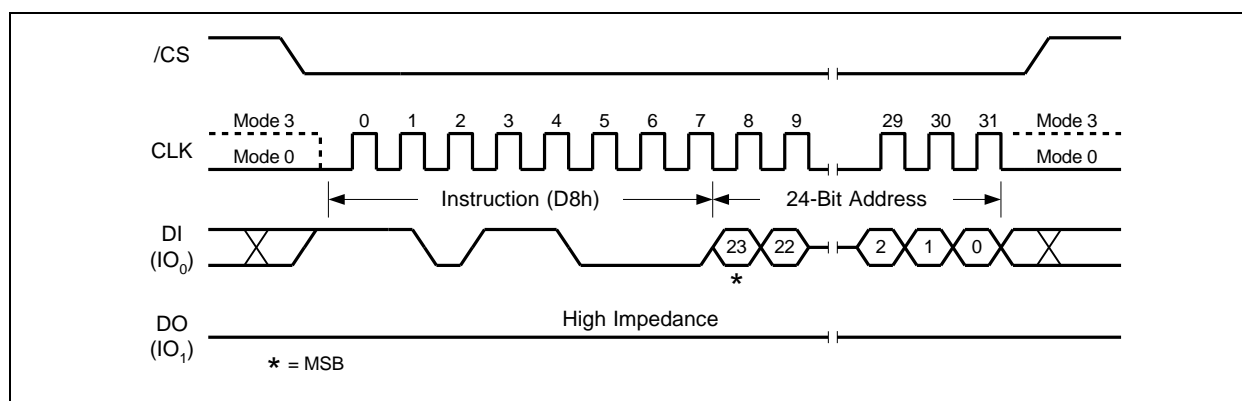 /CS
Mode 3 0 1 2 3 4 5 6 7 8 9 29 30 31 Mode 3
CLK
Mode 0 Mode 0
Instruction (D8h) 24-Bit Address
DI
(IO0) 23 22 2 1 0
*
High Impedance
DO
(IO1)
* = MSB